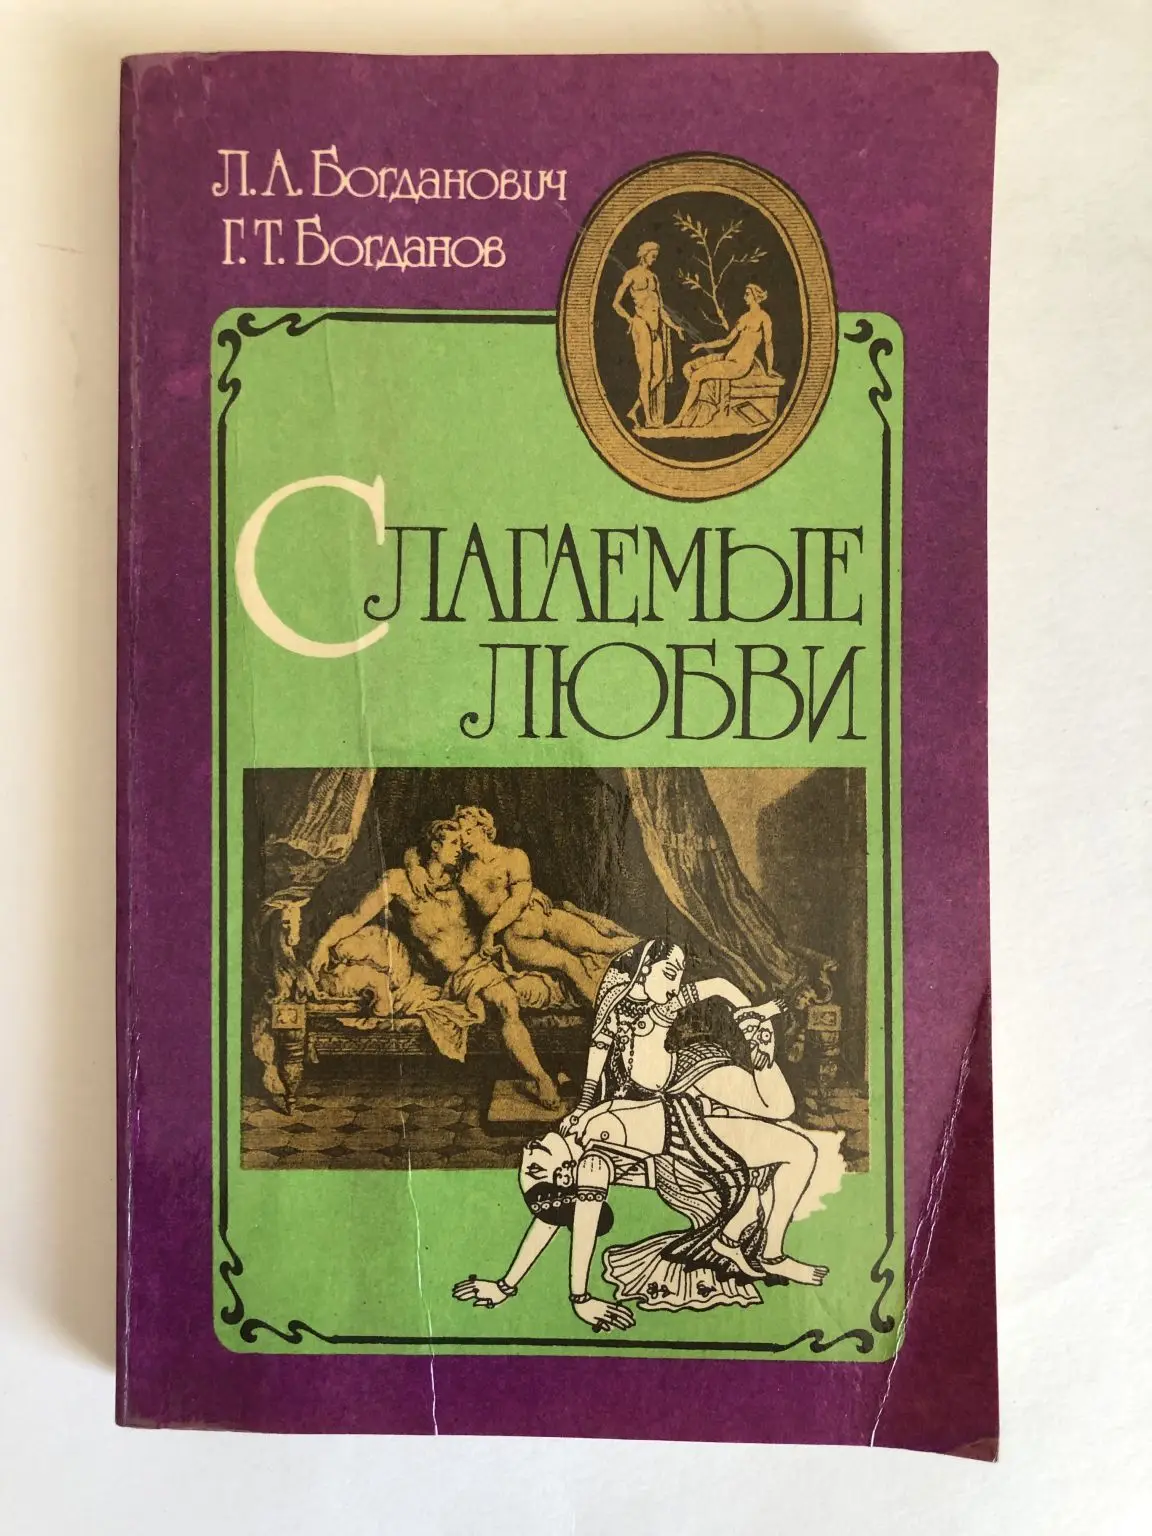 Л.А. Богданович
Г.Т. Богданов
Слагаемые
любви